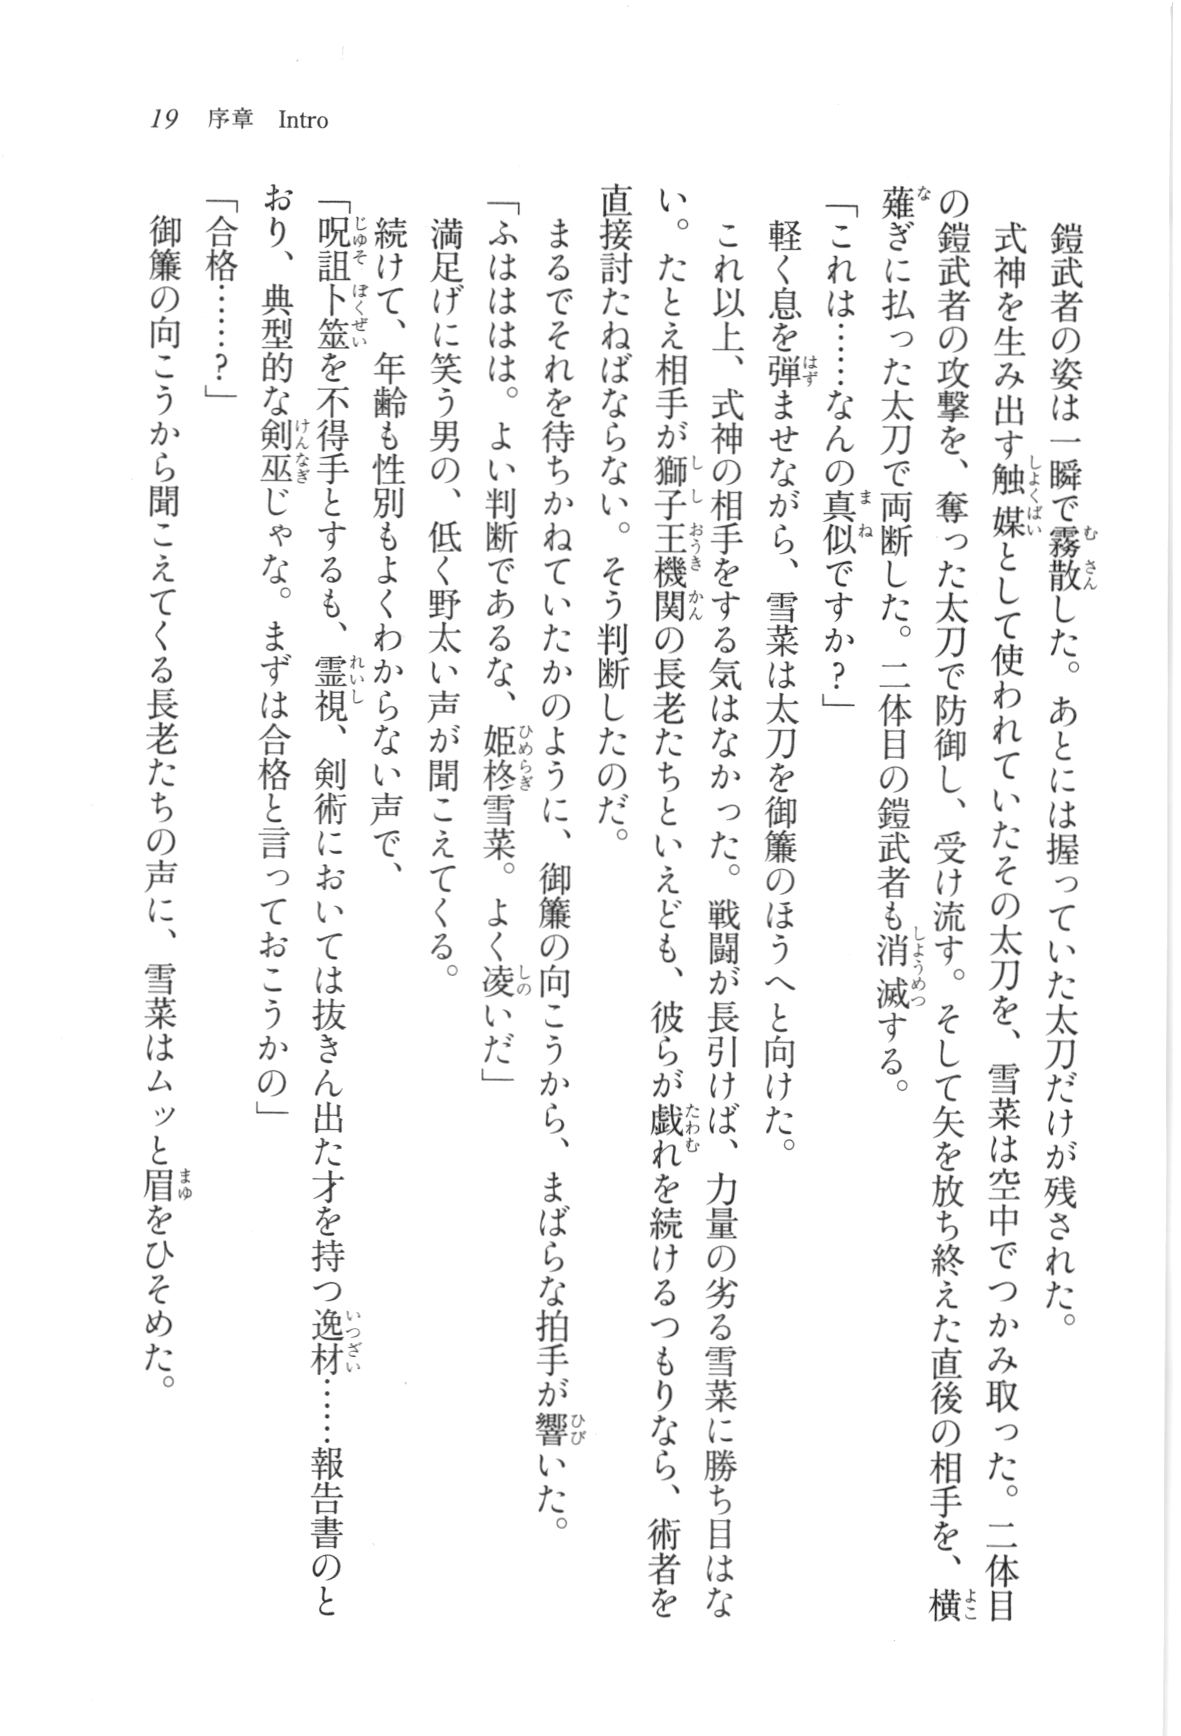 19　序章　Intro
　鎧武者の姿は一瞬で霧散した。あとには握っていた太刀だけが残された。
　式神を生み出す触媒として使われていたその太刀を、雪菜は空中でつかみ取った。二体目
の鎧武者の攻撃を、奪った太刀で防御し、受け流す。そして矢を放ち終えた直後の相手を、横
薙ぎに払った太刀で両断した。二体目の鎧武者も消滅する。
「これは……なんの真似ですか？」
　軽く息を弾ませながら、雪菜は太刀を御簾のほうへと向けた。
　これ以上、式神の相手をする気はなかった。戦闘が長引けば、力量の劣る雪菜に勝ち目はな
い。たとえ相手が獅子王機関の長老たちといえども、彼らが戯れを続けるつもりなら、術者を
直接討たねばならない。そう判断したのだ。
　まるでそれを待ちかねていたかのように、御簾の向こうから、まばらな拍手が響いた。
「ふはははは。よい判断であるな、姫柊雪菜。よく凌いだ」
　満足げに笑う男の、低く野太い声が聞こえてくる。
　続けて、年齢も性別もよくわからない声で、
「呪詛卜筮を不得手とするも、霊視、剣術においては抜きん出た才を持つ逸材……報告書のと
おり、典型的な剣巫じゃな。まずは合格と言っておこうかの」
「合格……？」
　御簾の向こうから聞こえてくる長老たちの声に、雪菜はムッと眉をひそめた。